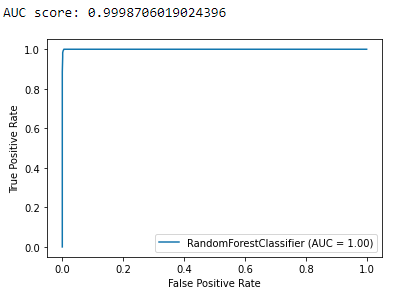 AUC score: 0.9998706019024396
1.0
0.8
0.6
0.4
0.2
0.0
True Positive Rate
RandomForestClassifier (AUC = 1.00)
0.0 0.2 0.4 0.6 0.8 1.0
False Positive Rate